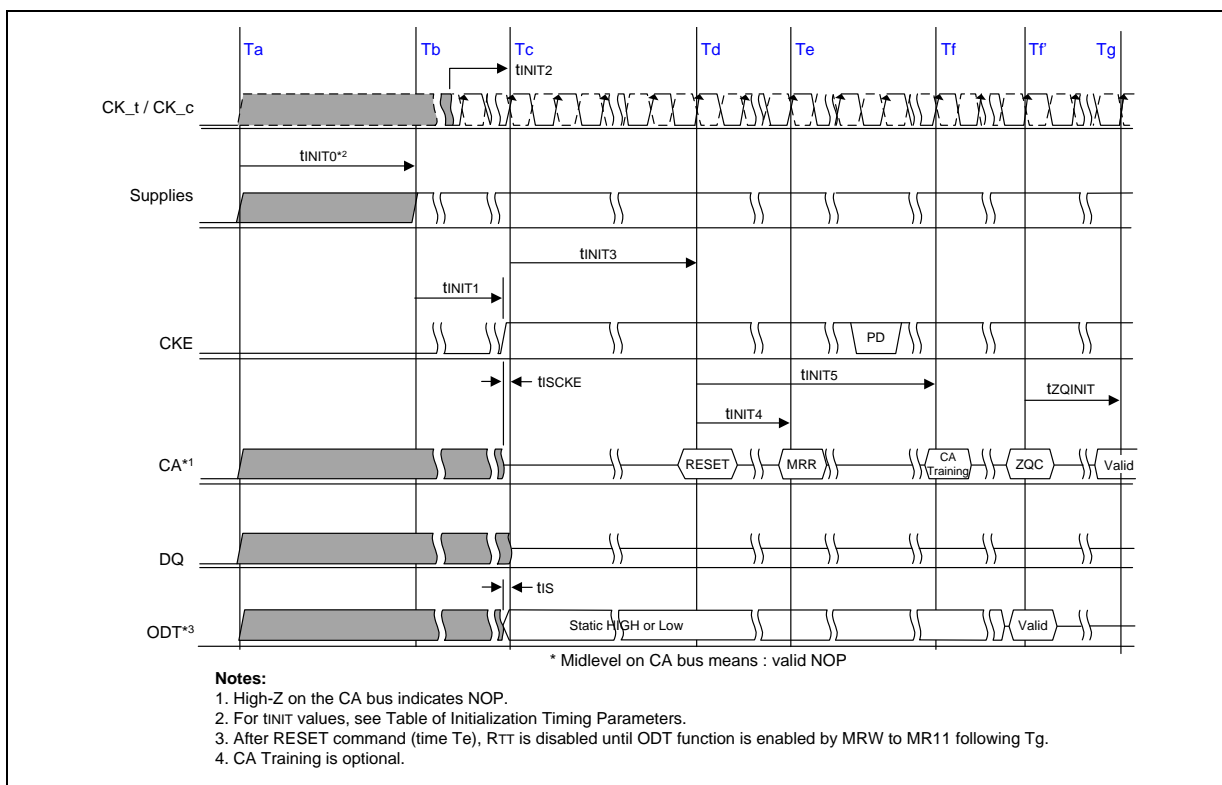 Ta Tb Tc Td Te Tf Tf' Tg
tINIT2
CK_t / CK_c
tINIT0*2
Supplies
tINIT3
tINIT1
CKE
PD
tISCKE
tINIT5
tZQINIT
tINIT4
CA*1
RESET MRR CA Training ZQC Valid
DQ
tIS
ODT*3
Static HIGH or Low
Valid
* Midlevel on CA bus means : valid NOP
Notes:
1. High-Z on the CA bus indicates NOP.
2. For tINIT values, see Table of Initialization Timing Parameters.
3. After RESET command (time Te), RTT is disabled until ODT function is enabled by MRW to MR11 following Tg.
4. CA Training is optional.